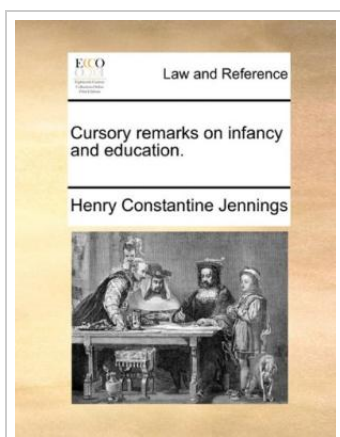 ECCO
Law and Reference
Cursory remarks on infancy
and education.
Henry Constantine Jennings